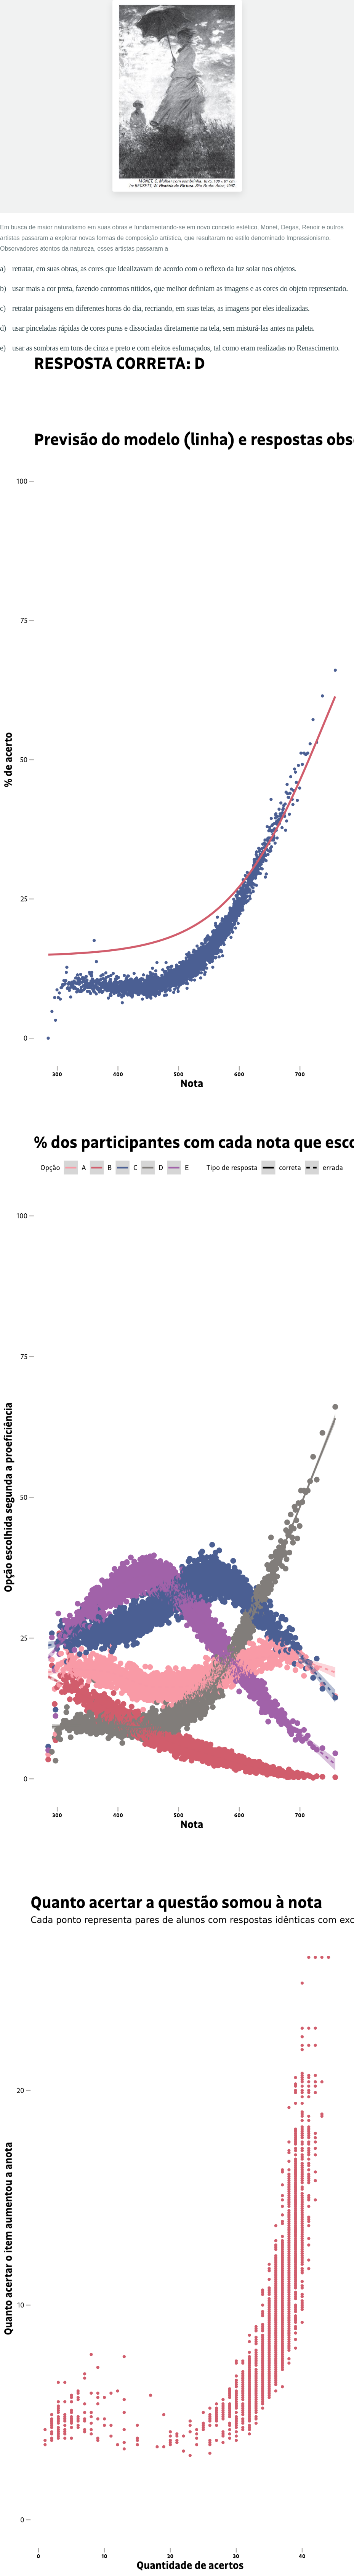 MONET, C. Mulher com sombrinha. 1875, 100 x 81 cm.
In: BECKETT, W. História da Pintura. São Paulo: Ática, 1997.
Em busca de maior naturalismo em suas obras e fundamentando-se em novo conceito estético, Monet, Degas, Renoir e outros
artistas passaram a explorar novas formas de composição artística, que resultaram no estilo denominado Impressionismo.
Observadores atentos da natureza, esses artistas passaram a
a) retratar, em suas obras, as cores que idealizavam de acordo com o reflexo da luz solar nos objetos.
b) usar mais a cor preta, fazendo contornos nítidos, que melhor definiam as imagens e as cores do objeto representado.
c) retratar paisagens em diferentes horas do dia, recriando, em suas telas, as imagens por eles idealizadas.
d) usar pinceladas rápidas de cores puras e dissociadas diretamente na tela, sem misturá-las antes na paleta.
e) usar as sombras em tons de cinza e preto e com efeitos esfumaçados, tal como eram realizadas no Renascimento.
RESPOSTA CORRETA: D
Previsão do modelo (linha) e respostas obs
100
75
50
25
0
% de acerto
300 400 500 600 700
Nota
% dos participantes com cada nota que esco
Opção A B C D E Tipo de resposta correta errada
100
75
50
25
0
Opção escolhida segunda a proeficiência
300 400 500 600 700
Nota
Quanto acertar a questão somou à nota
Cada ponto representa pares de alunos com respostas idênticas com exc
20
10
0
Quanto acertar o item aumentou a anota
0 10 20 30 40
Quantidade de acertos